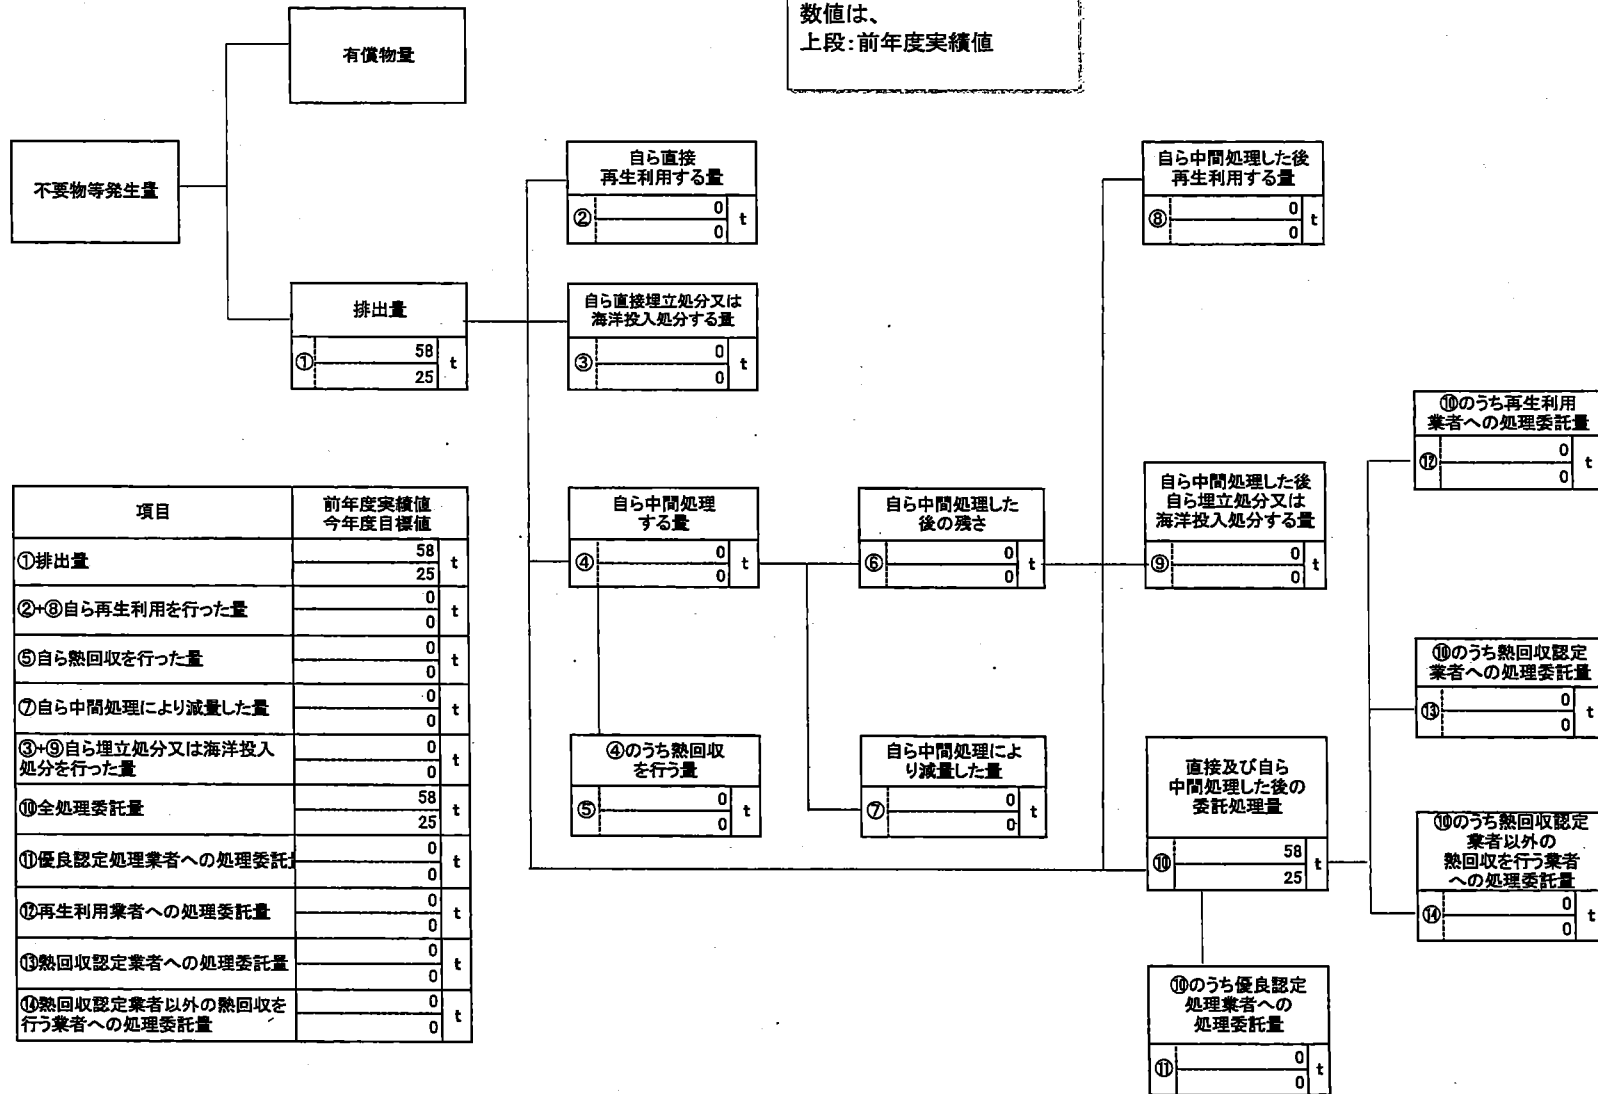 数値は、
上段:前年度実績値
有償物量
不要物等発生量
排出量
① 58 t
25
自ら直接
再生利用する量
② 0 t
0
自ら直接埋立処分又は
海洋投入処分する量
③ 0 t
0
自ら中間処理
する量
④ 0 t
0
④のうち熱回収
を行う量
⑤ 0 t
0
自ら中間処理した
後の残さ
⑥ 0 t
0
自ら中間処理によ
り減量した量
⑦ 0 t
0
自ら中間処理した後
再生利用する量
⑧ 0 t
0
自ら中間処理した後
自ら埋立処分又は
海洋投入処分する量
⑨ 0 t
0
直接及び自ら
中間処理した後の
委託処理量
⑩ 58 t
25
⑩のうち優良認定
処理業者への
処理委託量
⑪ 0 t
0
⑩のうち再生利用
業者への処理委託量
⑫ 0 t
0
⑩のうち熱回収認定
業者への処理委託量
⑬ 0 t
0
⑩のうち熱回収認定
業者以外の
熱回収を行う業者
への処理委託量
⑭ 0 t
0
項目 前年度実績値
今年度目標値
①排出量 58 t
25
②+⑧自ら再生利用を行った量 0 t
0
⑤自ら熱回収を行った量 0 t
0
⑦自ら中間処理により減量した量 0 t
0
③+⑨自ら埋立処分又は海洋投入
処分を行った量 0 t
0
⑩全処理委託量 58 t
25
⑪優良認定処理業者への処理委託 0 t
0
⑫再生利用業者への処理委託量 0 t
0
⑬熱回収認定業者への処理委託量 0 t
0
⑭熱回収認定業者以外の熱回収を
行う業者への処理委託量 0 t
0